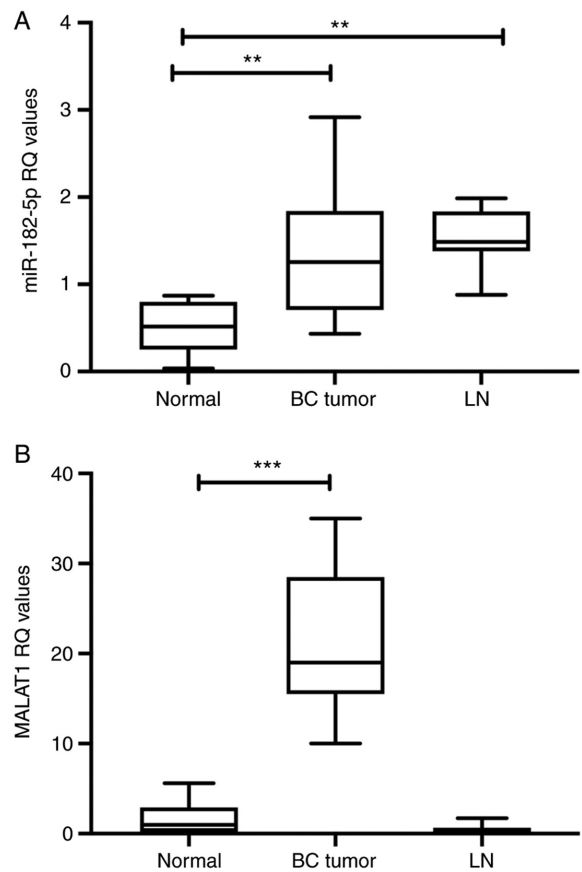 A
4
3
2
1
0
miR-182-5p RQ values
**
**
Normal
BC tumor
LN
B
40
30
20
10
0
MALAT1 RQ values
***
Normal
BC tumor
LN